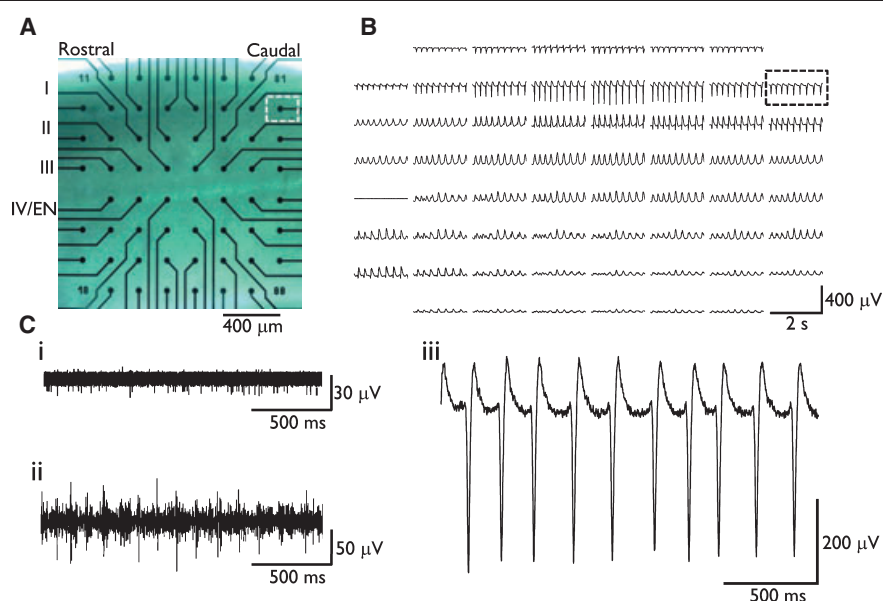 A
B
Rostral
Caudal
11
81
I
II
III
IV/EN
18
88
400 µm
400 µV
2 s
C
i
30 µV
500 ms
ii
50 µV
500 ms
iii
200 µV
500 ms